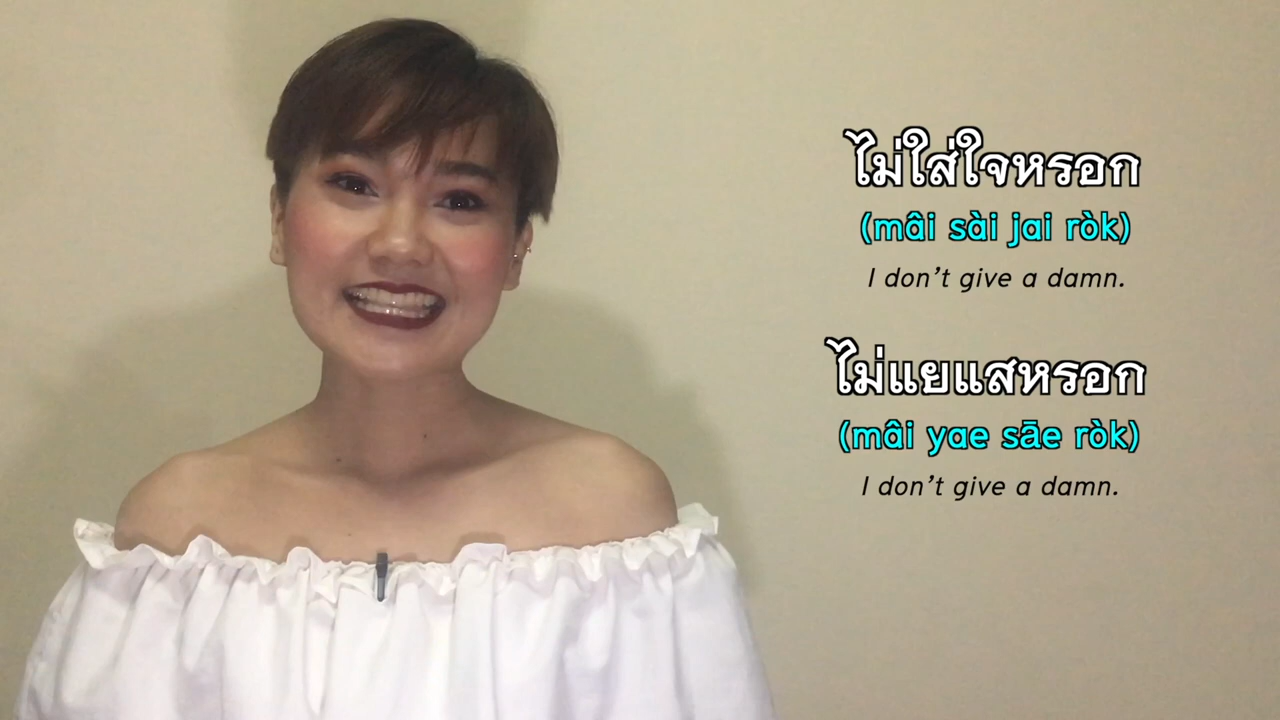 ไม่ใส่ใจหรอก
(mâi sài jai ròk)
I don't give a damn.
ไม่แยแสหรอก
(mâi yae sāe ròk)
I don't give a damn.